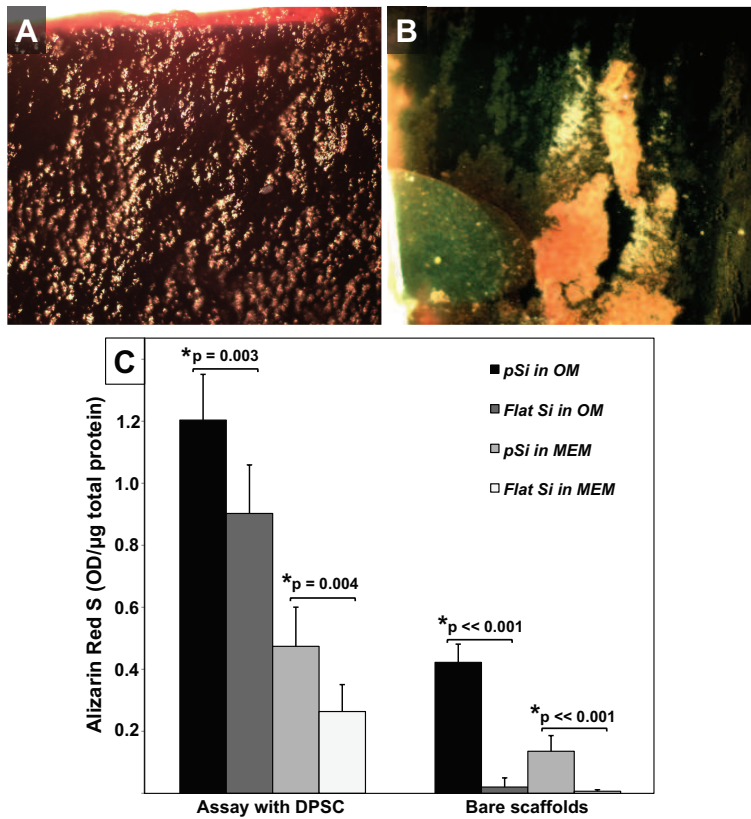 A
B
C
*p = 0.003
pSi in OM
Flat Si in OM
pSi in MEM
Flat Si in MEM
*p = 0.004
*p << 0.001
*p << 0.001
Alizarin Red S (OD/µg total protein)
1.2
1.0
0.8
0.6
0.4
0.2
Assay with DPSC
Bare scaffolds